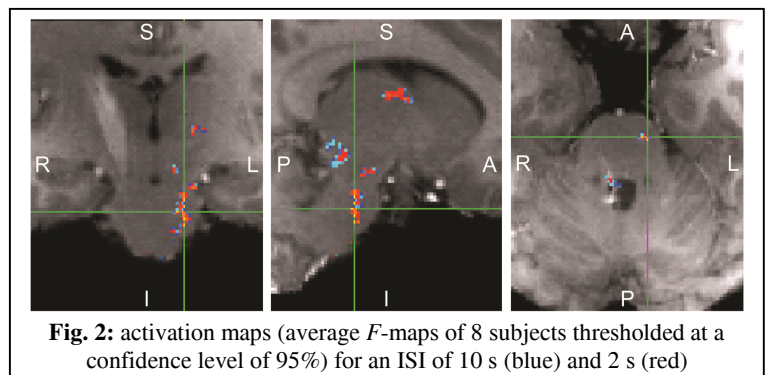 S
S
A
R
L
P
A
R
L
I
I
P
Fig. 2: activation maps (average F-maps of 8 subjects thresholded at a
confidence level of 95%) for an ISI of 10 s (blue) and 2 s (red)